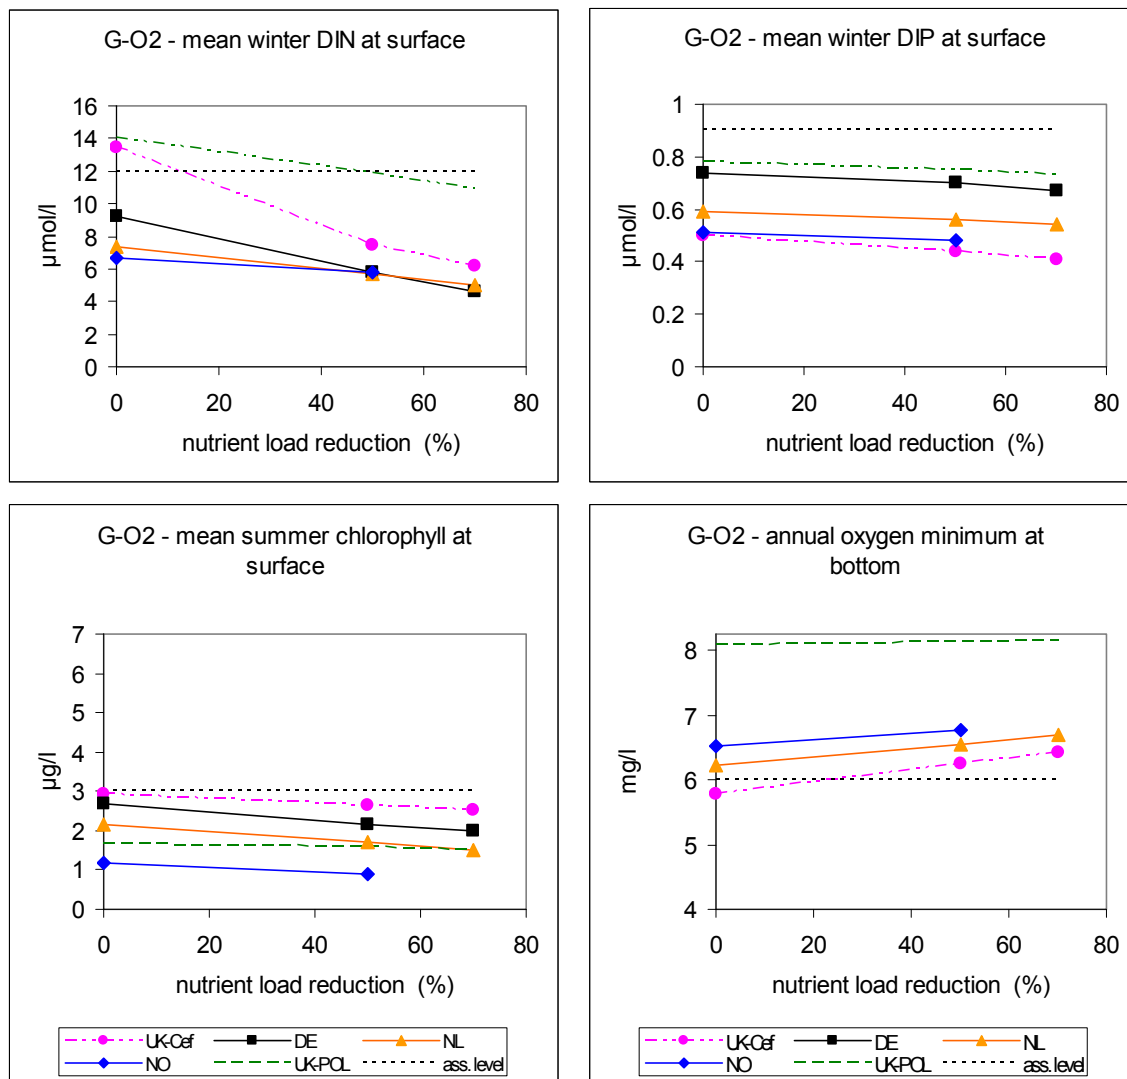 G-O2 - mean winter DIN at surface
16
14
12
10
8
6
4
2
0
µmol/l
0 20 40 60 80
nutrient load reduction (%)
G-O2 - mean winter DIP at surface
1
0.8
0.6
0.4
0.2
0
µmol/l
0 20 40 60 80
nutrient load reduction (%)
G-O2 - mean summer chlorophyll at
surface
7
6
5
4
3
2
1
0
µg/l
0 20 40 60 80
nutrient load reduction (%)
UK-Cef DE NL
NO UK-POL ass. level
G-O2 - annual oxygen minimum at
bottom
8
7
6
5
4
mg/l
0 20 40 60 80
nutrient load reduction (%)
UK-Cef DE NL
NO UK-POL ass. level